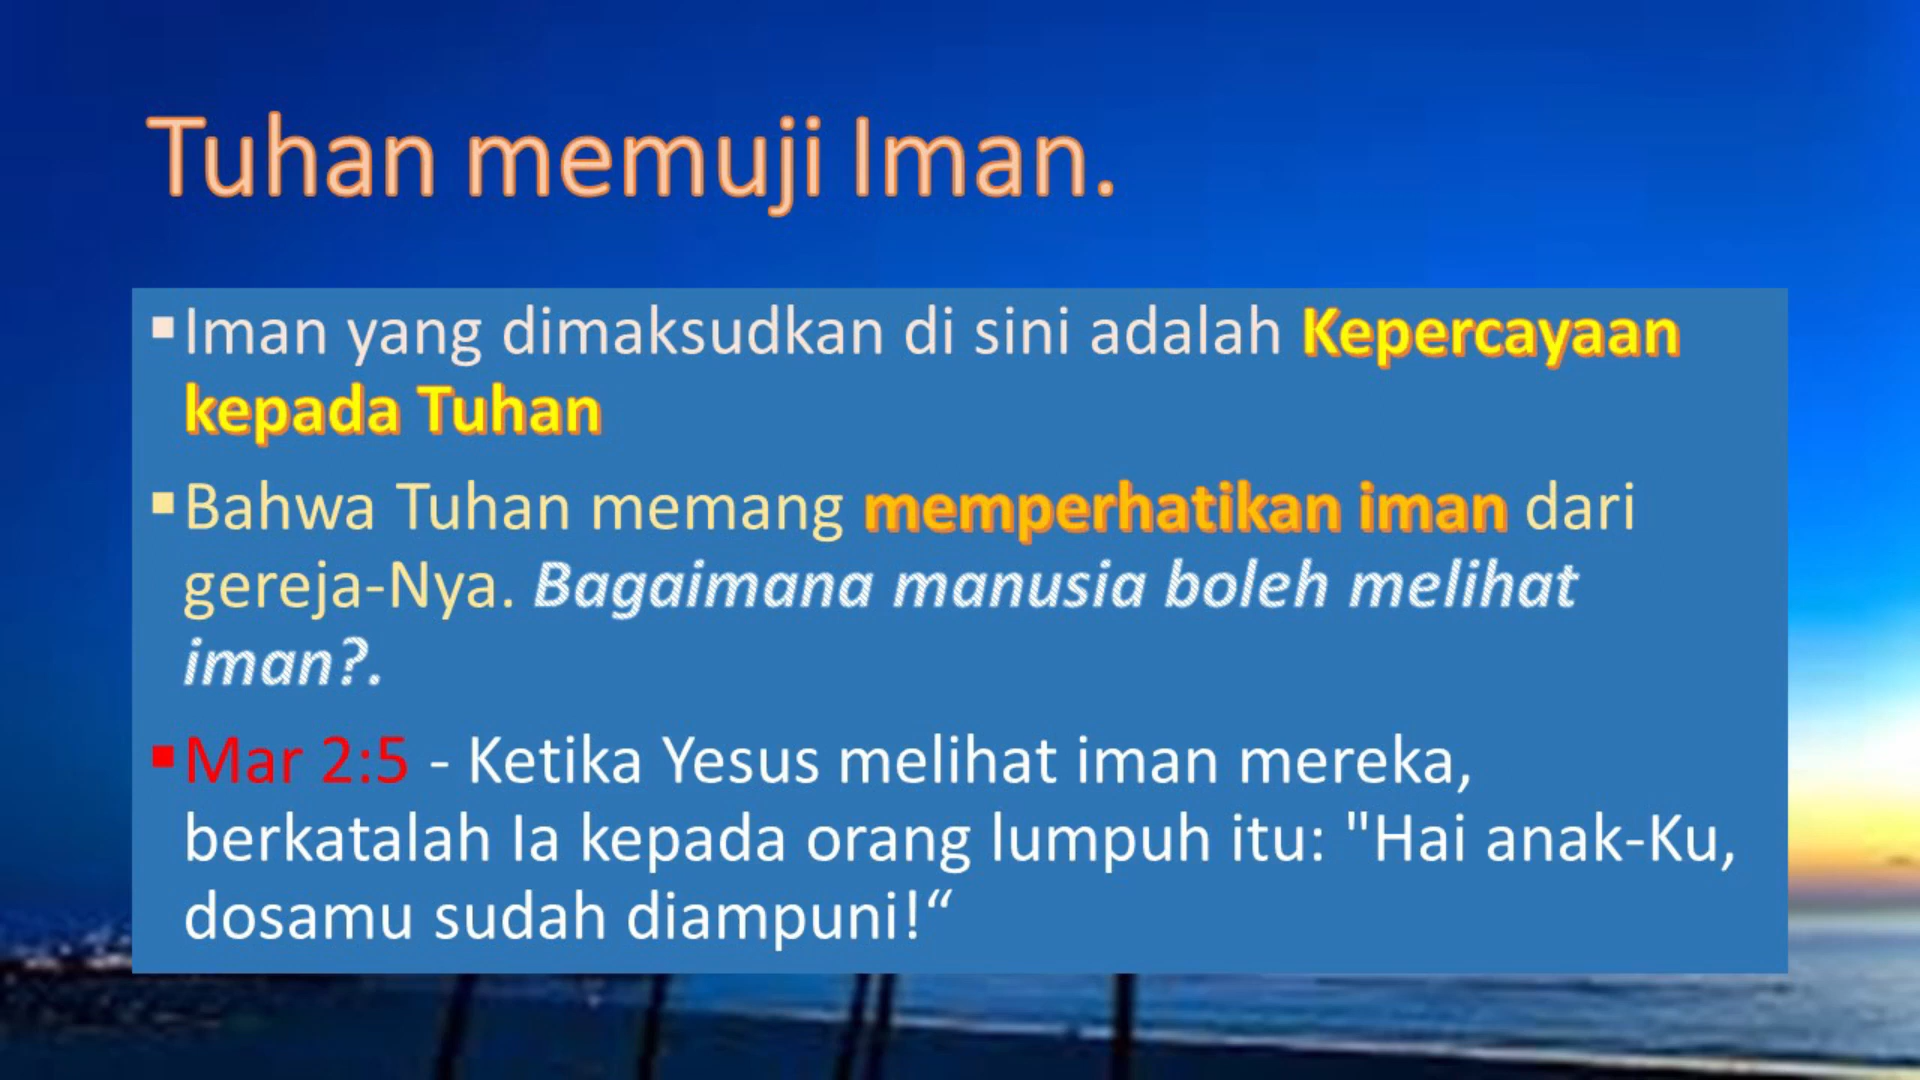 Tuhan memuji Iman.
▪Iman yang dimaksudkan di sini adalah Kepercayaan
kepada Tuhan
▪Bahwa Tuhan memang memperhatikan iman dari
gereja-Nya. Bagaimana manusia boleh melihat
iman?.
▪Mar 2:5 - Ketika Yesus melihat iman mereka,
berkatalah Ia kepada orang lumpuh itu: "Hai anak-Ku,
dosamu sudah diampuni!“